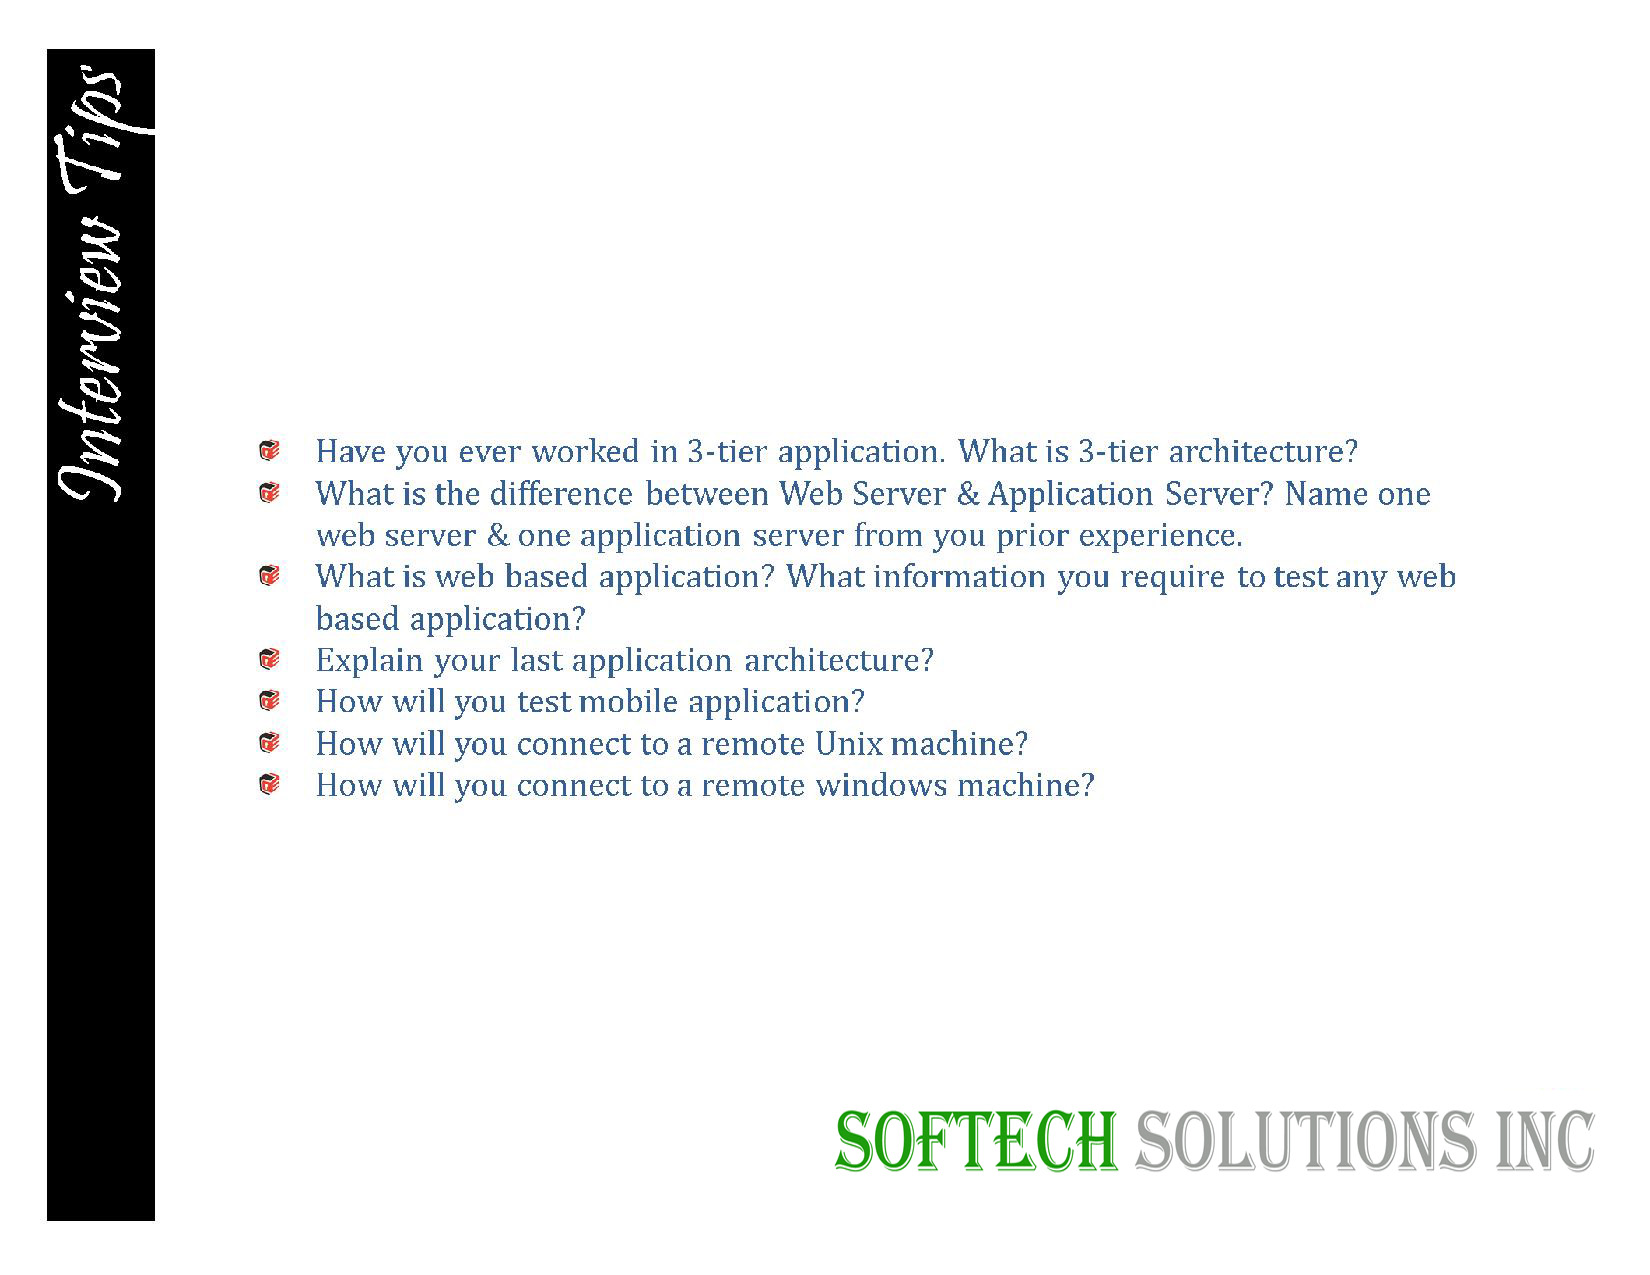 Interview Tips
Have you ever worked in 3-tier application. What is 3-tier architecture?
What is the difference between Web Server & Application Server? Name one
web server & one application server from you prior experience.
What is web based application? What information you require to test any web
based application?
Explain your last application architecture?
How will you test mobile application?
How will you connect to a remote Unix machine?
How will you connect to a remote windows machine?
SOFTECH SOLUTIONS INC